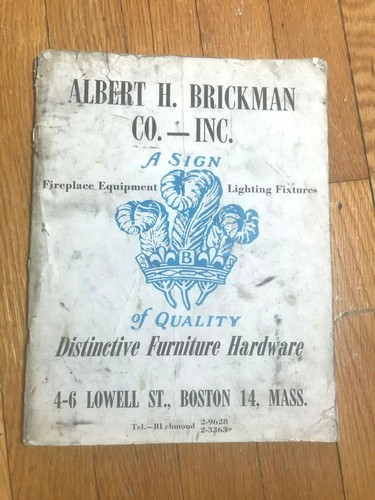 ALBERT H. BRICKMAN
CO. — INC.
A SIGN
Fireplace Equipment Lighting Fixtures
B
of QUALITY
Distinctive Furniture Hardware
4-6 LOWELL ST., BOSTON 14, MASS.
Tel.—RIchmond 2-9628
2-3363